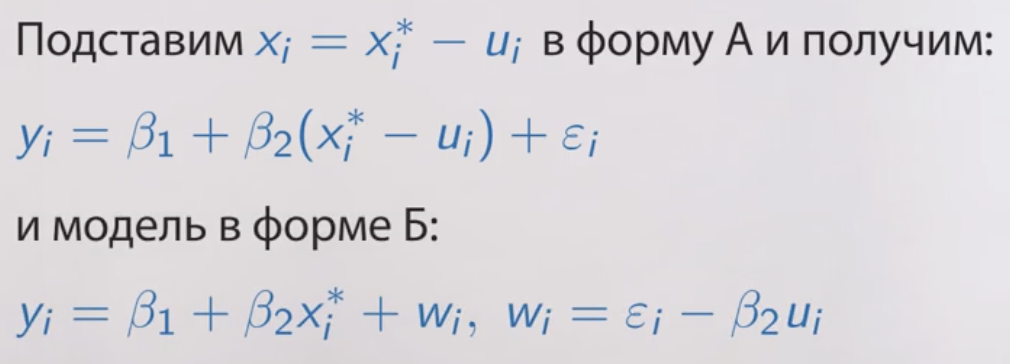 Подставим xᵢ = xᵢ* − uᵢ в форму А и получим:
yᵢ = β₁ + β₂(xᵢ* − uᵢ) + εᵢ
и модель в форме Б:
yᵢ = β₁ + β₂xᵢ* + wᵢ, wᵢ = εᵢ − β₂uᵢ